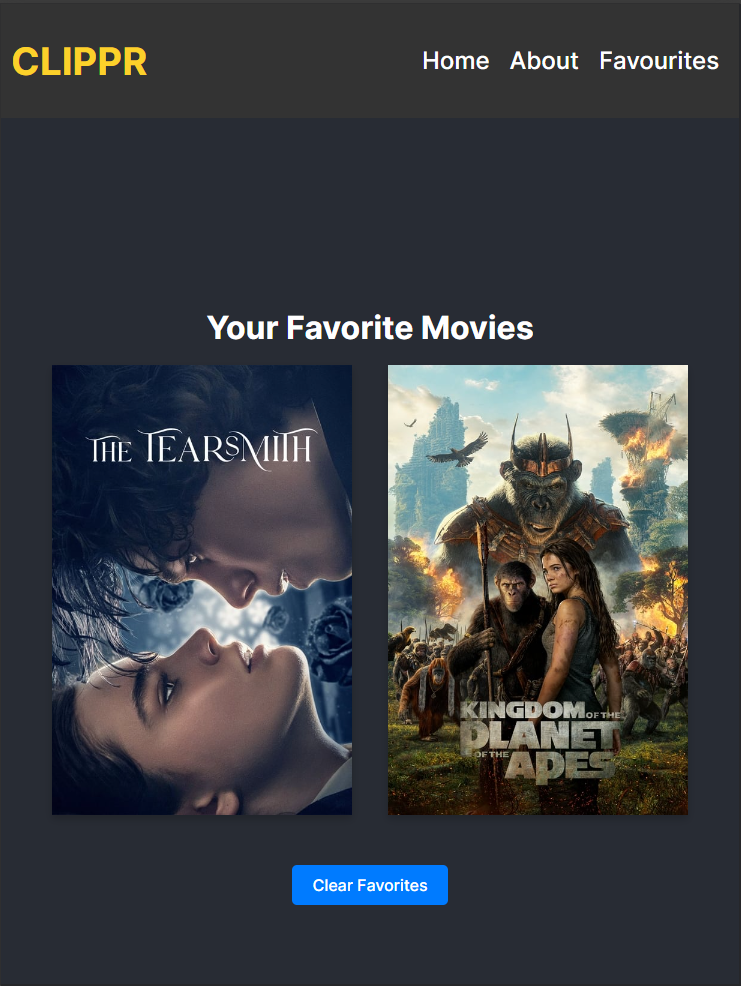 CLIPPR
Home About Favourites
Your Favorite Movies
THE TEARSMITH
KINGDOM OF THE
PLANET
OF THE APES
Clear Favorites